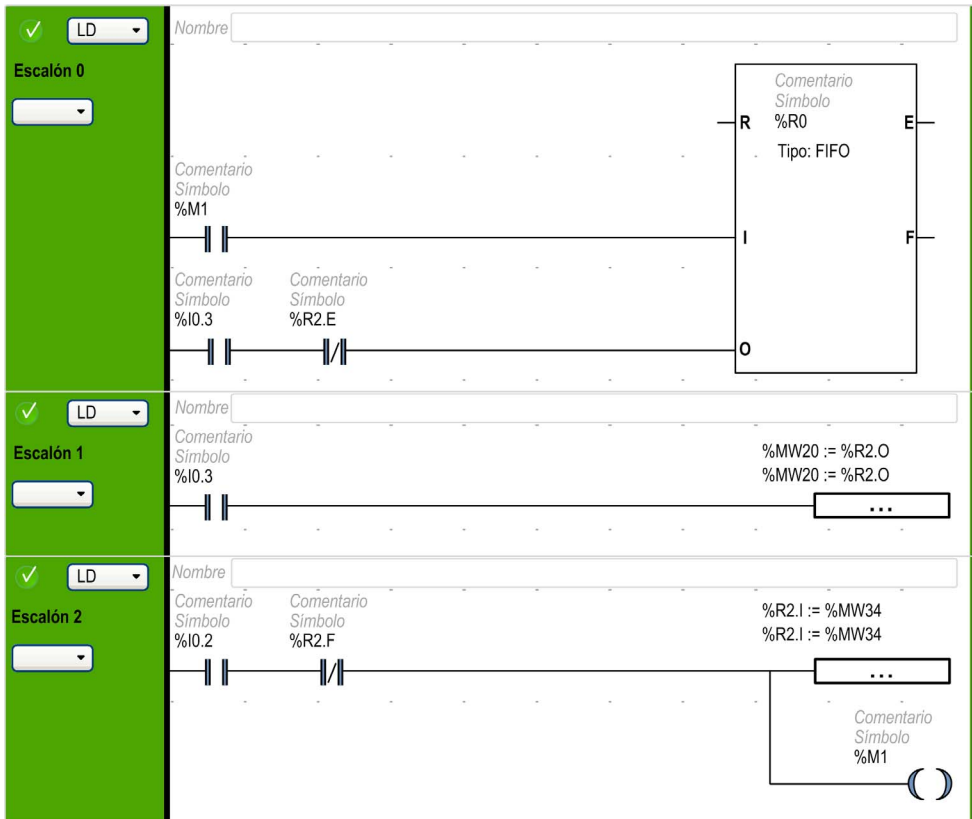 LD
Nombre
Escalón 0
Comentario
Símbolo
%R0
R
E
Tipo: FIFO
Comentario
Símbolo
%M1
I
F
Comentario Comentario
Símbolo Símbolo
%I0.3 %R2.E
O
LD
Nombre
Escalón 1
Comentario
Símbolo
%I0.3
%MW20 := %R2.O
%MW20 := %R2.O
...
LD
Nombre
Escalón 2
Comentario Comentario
Símbolo Símbolo
%I0.2 %R2.F
%R2.I := %MW34
%R2.I := %MW34
...
Comentario
Símbolo
%M1